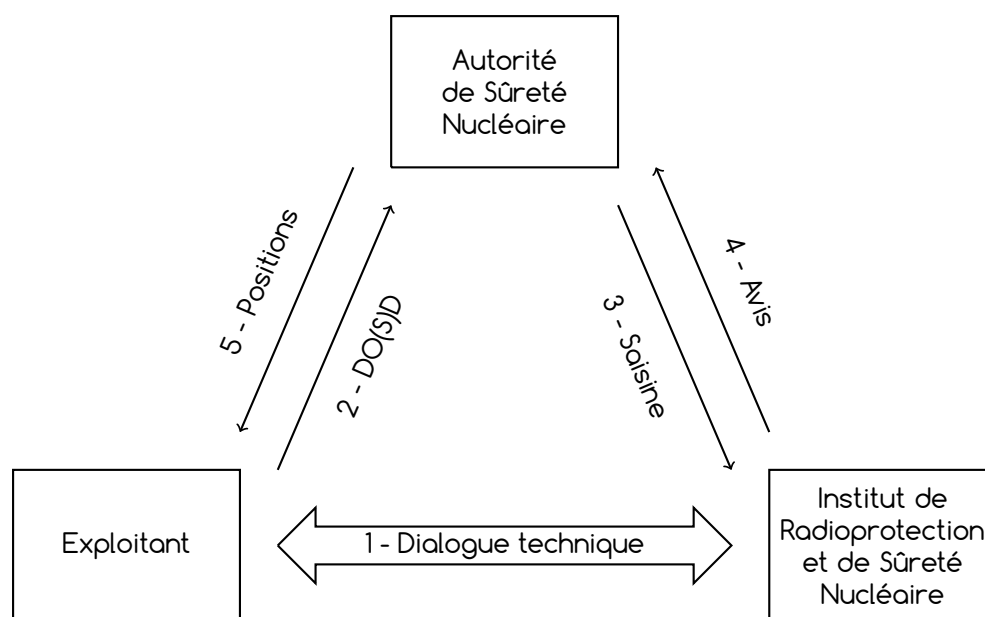 Autorité
de Sûreté
Nucléaire
5 - Positions
2 - DO(S)D
3 - Saisine
4 - Avis
Exploitant
1 - Dialogue technique
Institut de
Radioprotection
et de Sûreté
Nucléaire